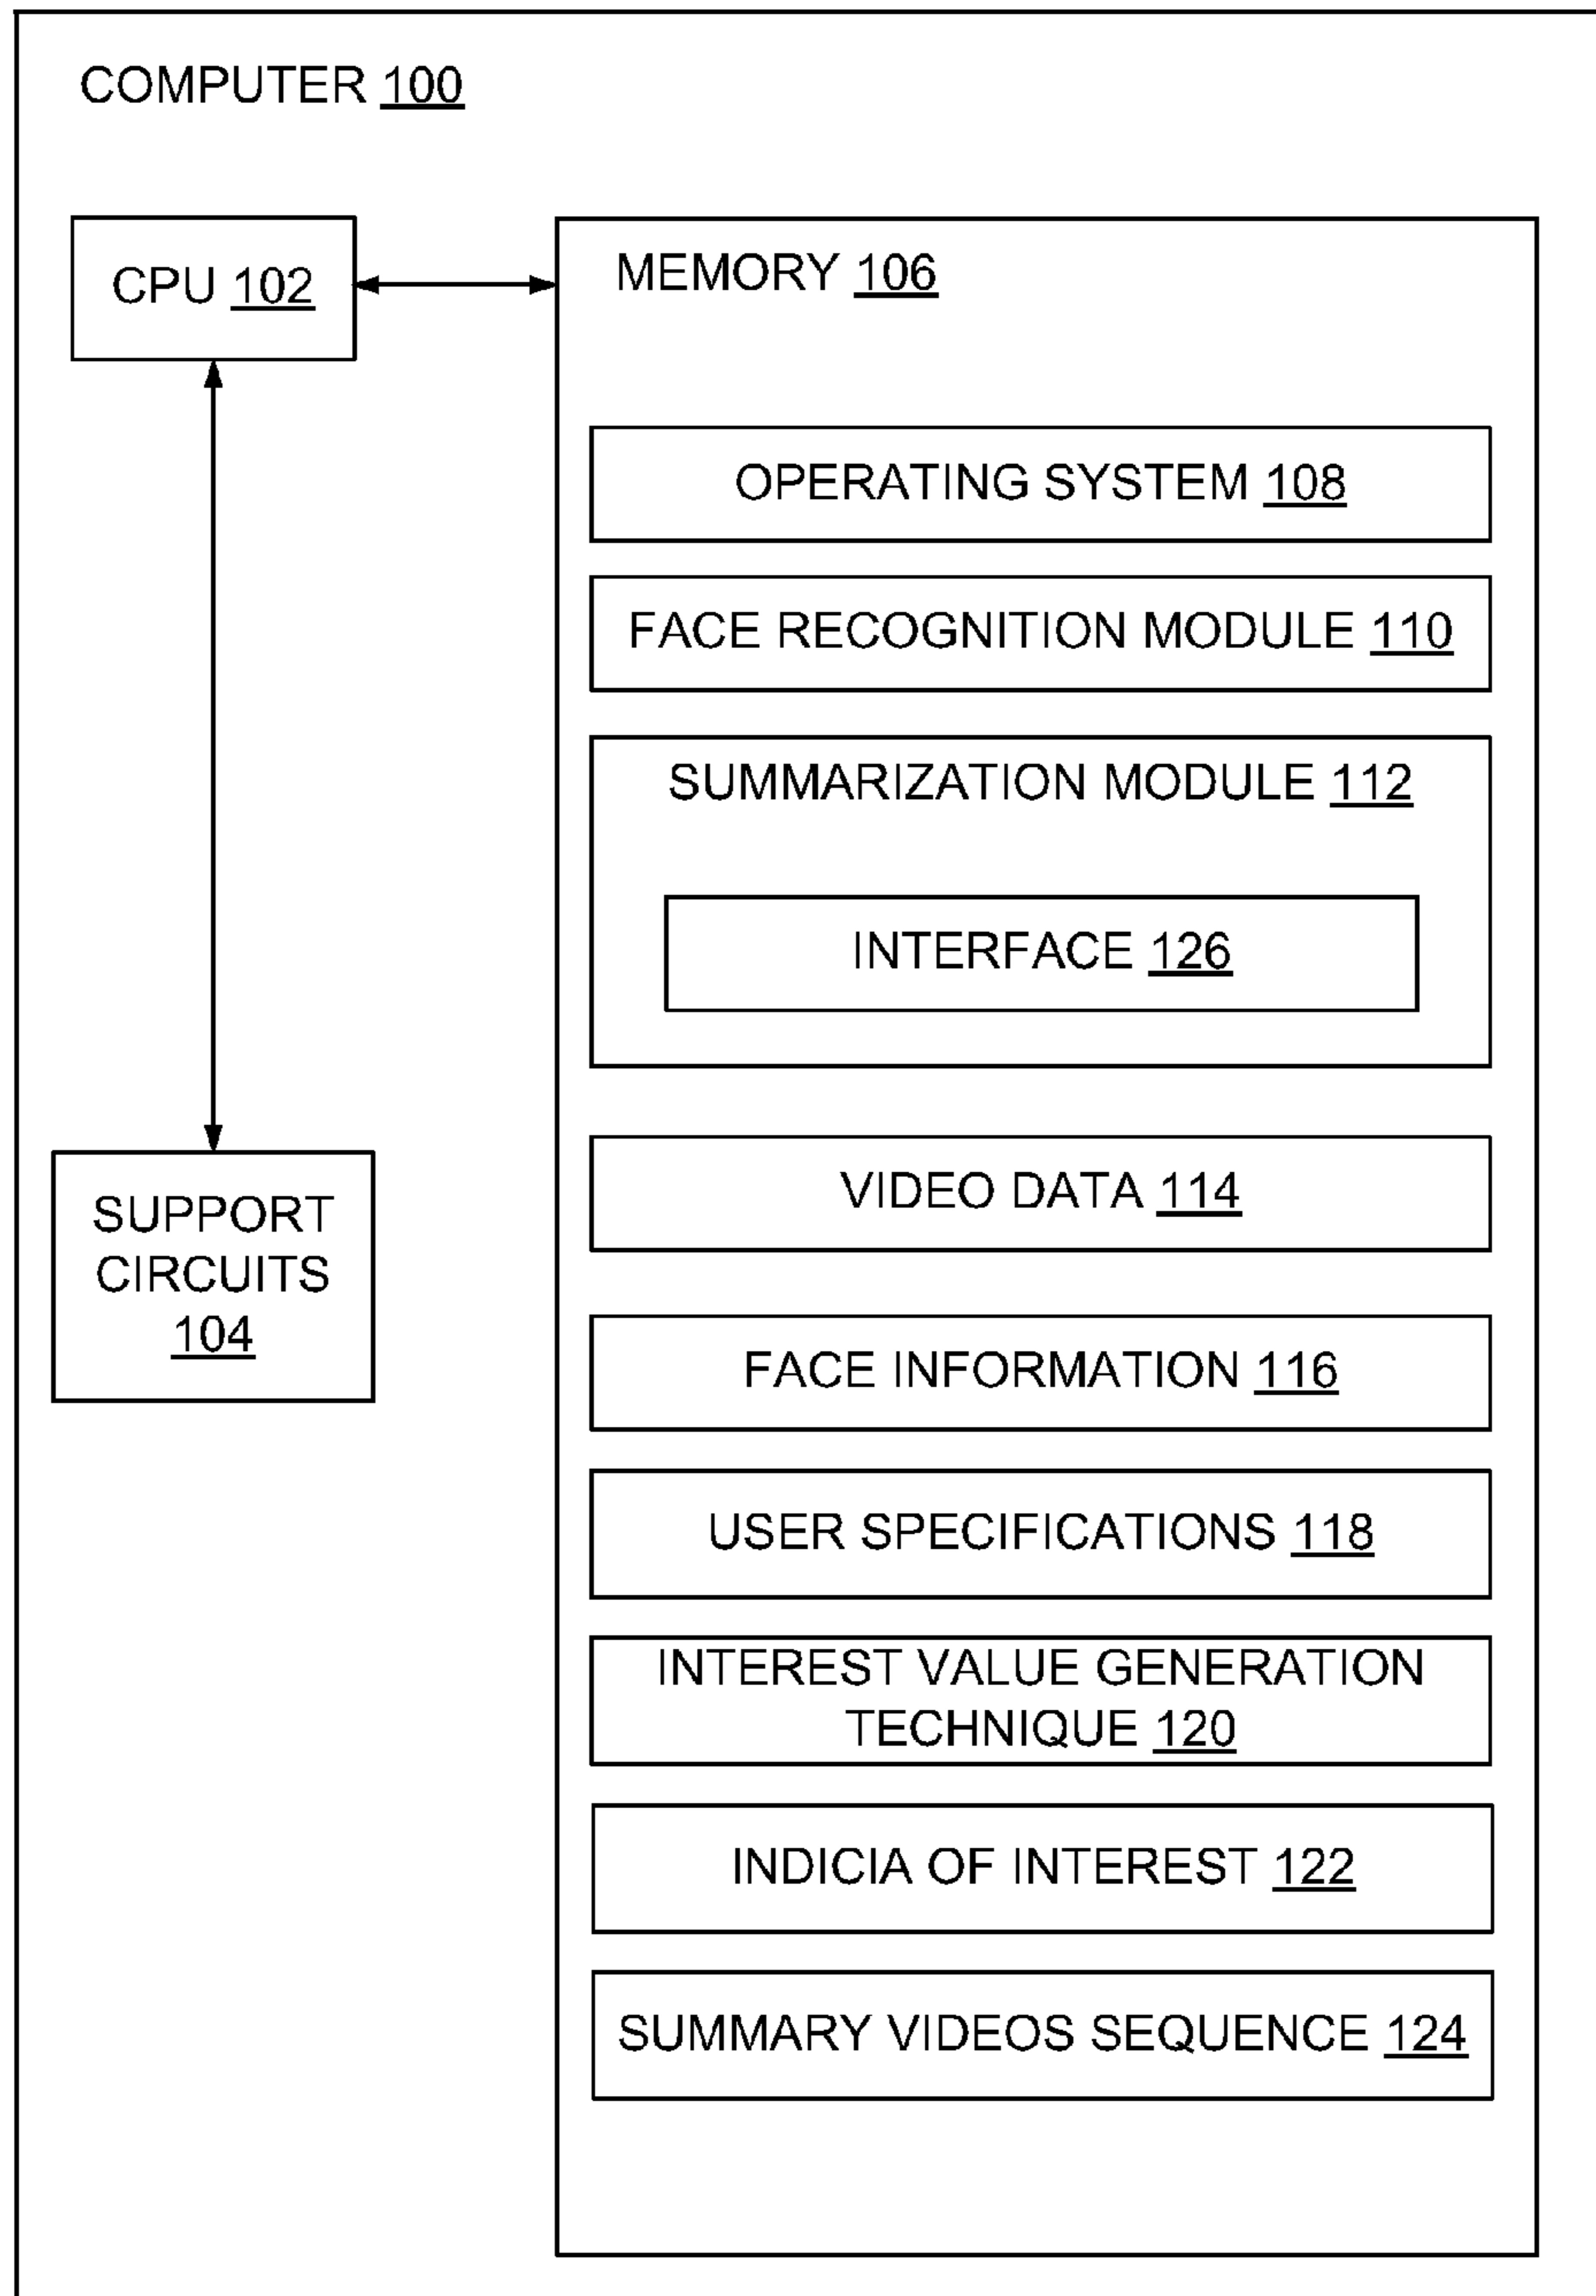 COMPUTER 100
CPU 102
MEMORY 106
OPERATING SYSTEM 108
FACE RECOGNITION MODULE 110
SUMMARIZATION MODULE 112
INTERFACE 126
SUPPORT
CIRCUITS
104
VIDEO DATA 114
FACE INFORMATION 116
USER SPECIFICATIONS 118
INTEREST VALUE GENERATION
TECHNIQUE 120
INDICIA OF INTEREST 122
SUMMARY VIDEOS SEQUENCE 124